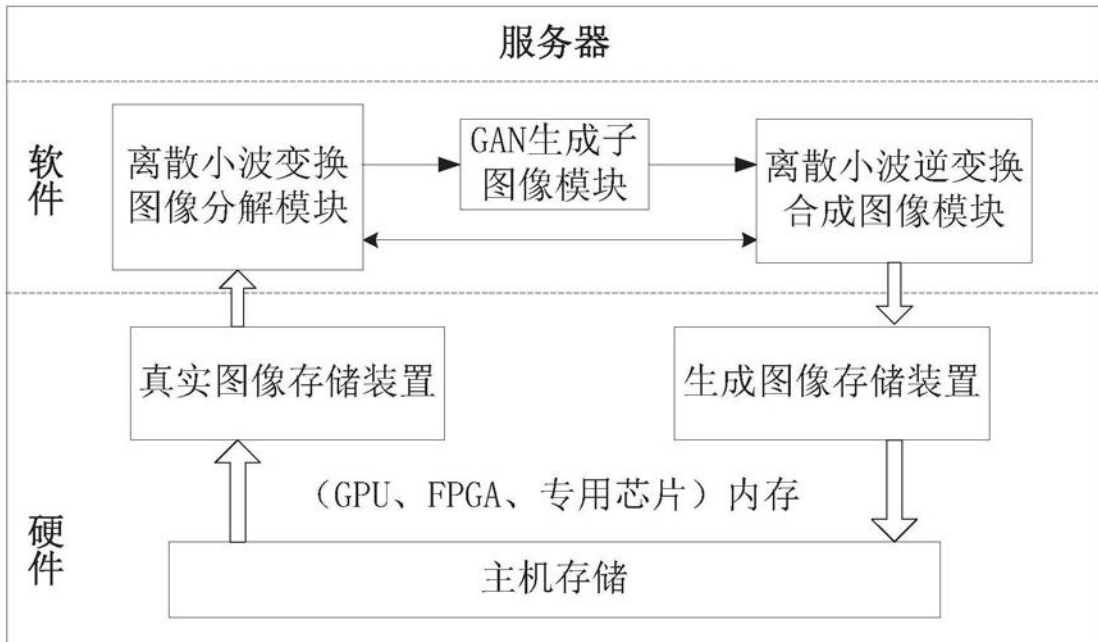 服务器
软件
离散小波变换
图像分解模块
GAN生成子
图像模块
离散小波逆变换
合成图像模块
硬件
真实图像存储装置
生成图像存储装置
（GPU、FPGA、专用芯片）内存
主机存储